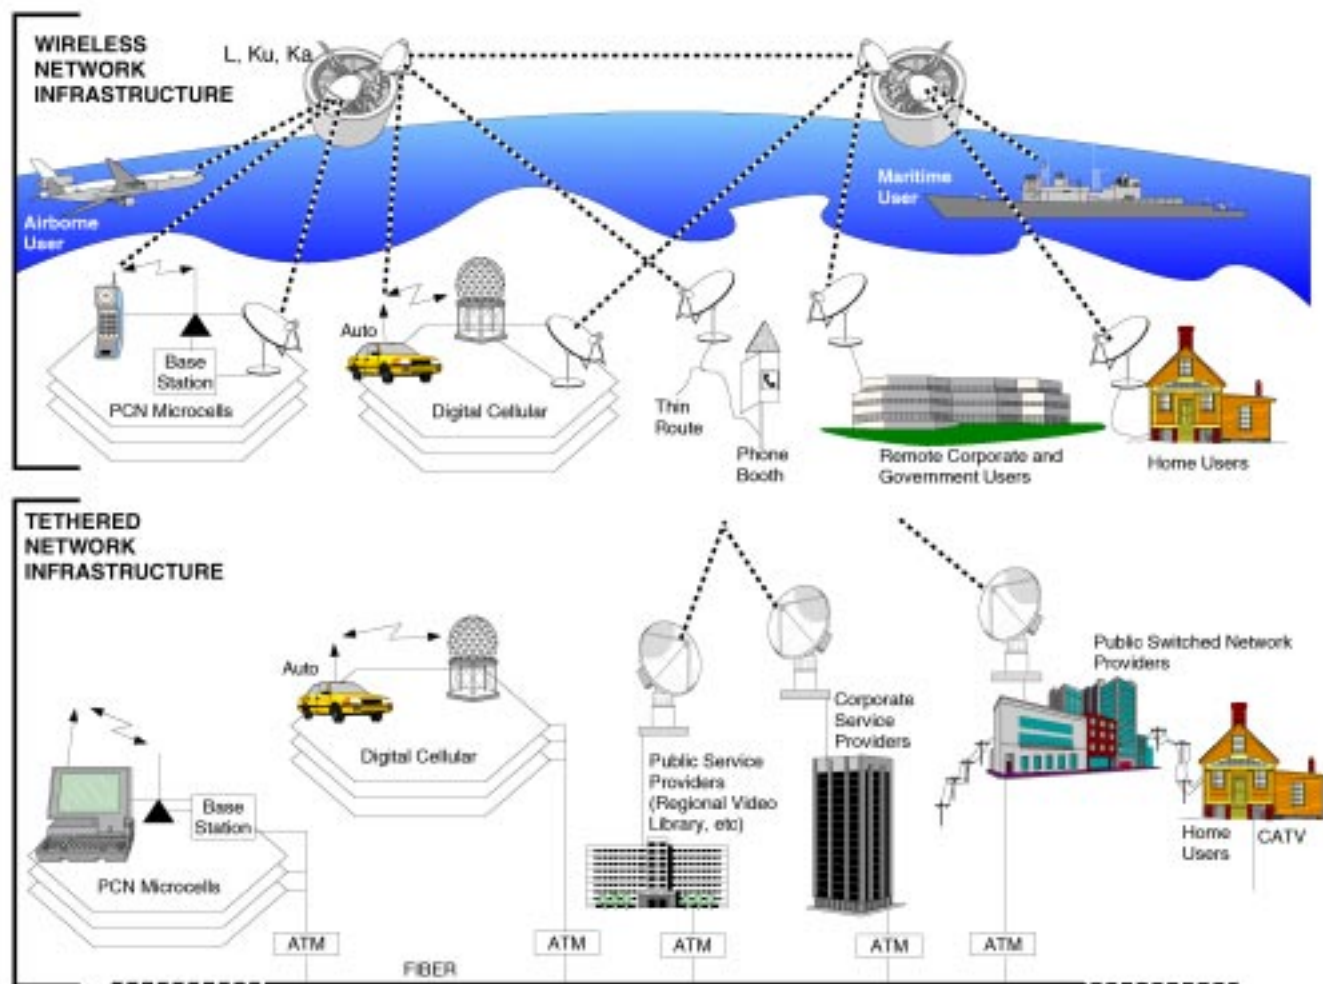 WIRELESS
NETWORK
INFRASTRUCTURE
L, Ku, Ka
Airborne
User
Maritime
User
Base
Station
PCN Microcells
Auto
Digital Cellular
Thin
Route
Phone
Booth
Remote Corporate and
Government Users
Home Users
TETHERED
NETWORK
INFRASTRUCTURE
Base
Station
PCN Microcells
Auto
Digital Cellular
Public Service
Providers
(Regional Video
Library, etc)
Corporate
Service
Providers
Public Switched Network
Providers
Home
Users
CATV
ATM
ATM
ATM
ATM
ATM
FIBER